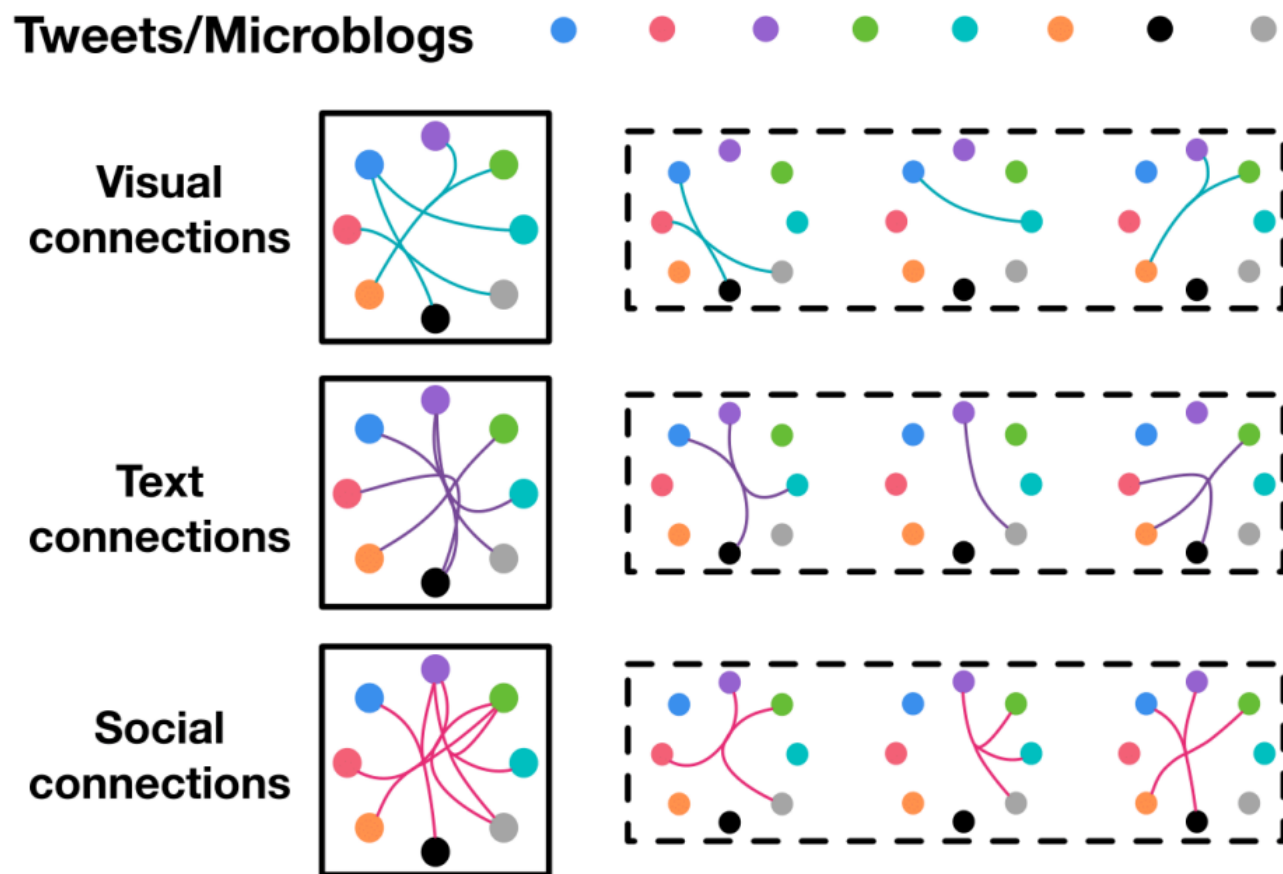 Tweets/Microblogs
Visual
connections
Text
connections
Social
connections